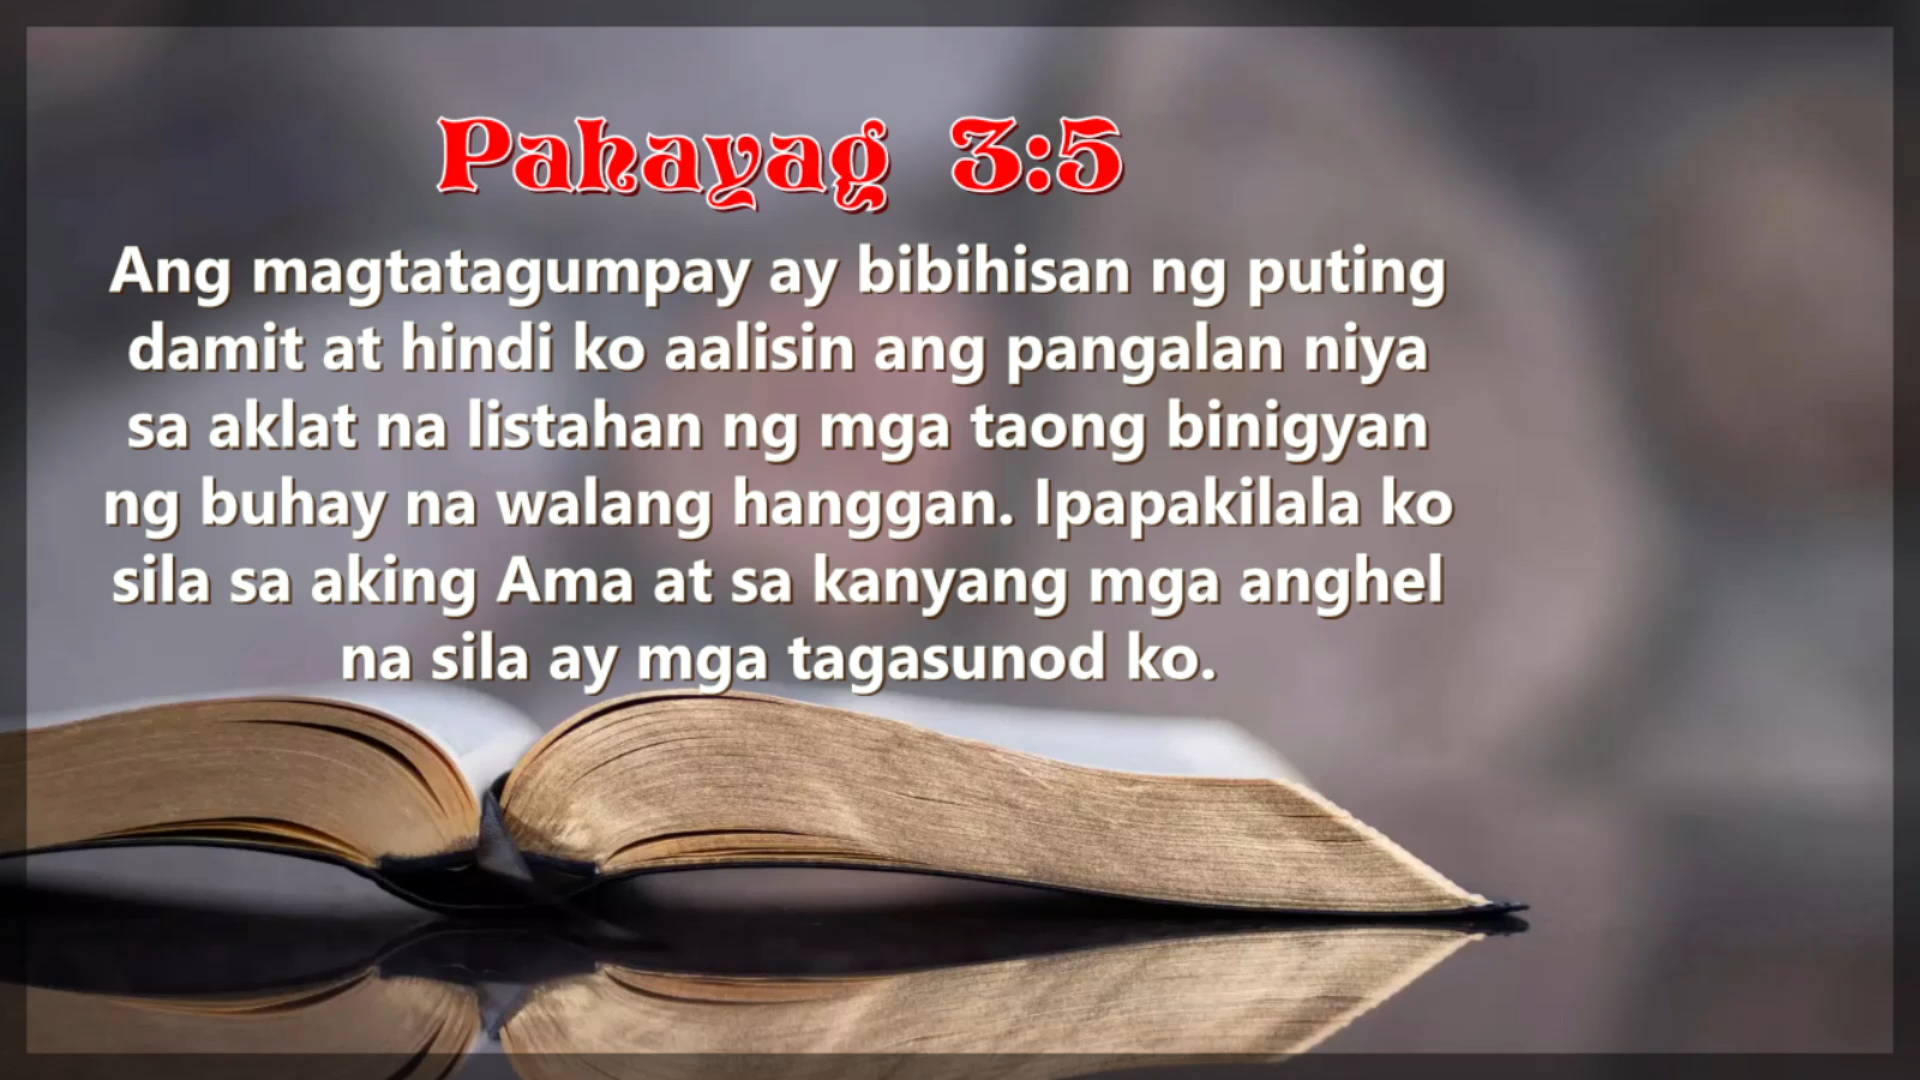 Pahayag 3:5
Ang magtatagumpay ay bibihisan ng puting
damit at hindi ko aalisin ang pangalan niya
sa aklat na listahan ng mga taong binigyan
ng buhay na walang hanggan. Ipapakilala ko
sila sa aking Ama at sa kanyang mga anghel
na sila ay mga tagasunod ko.